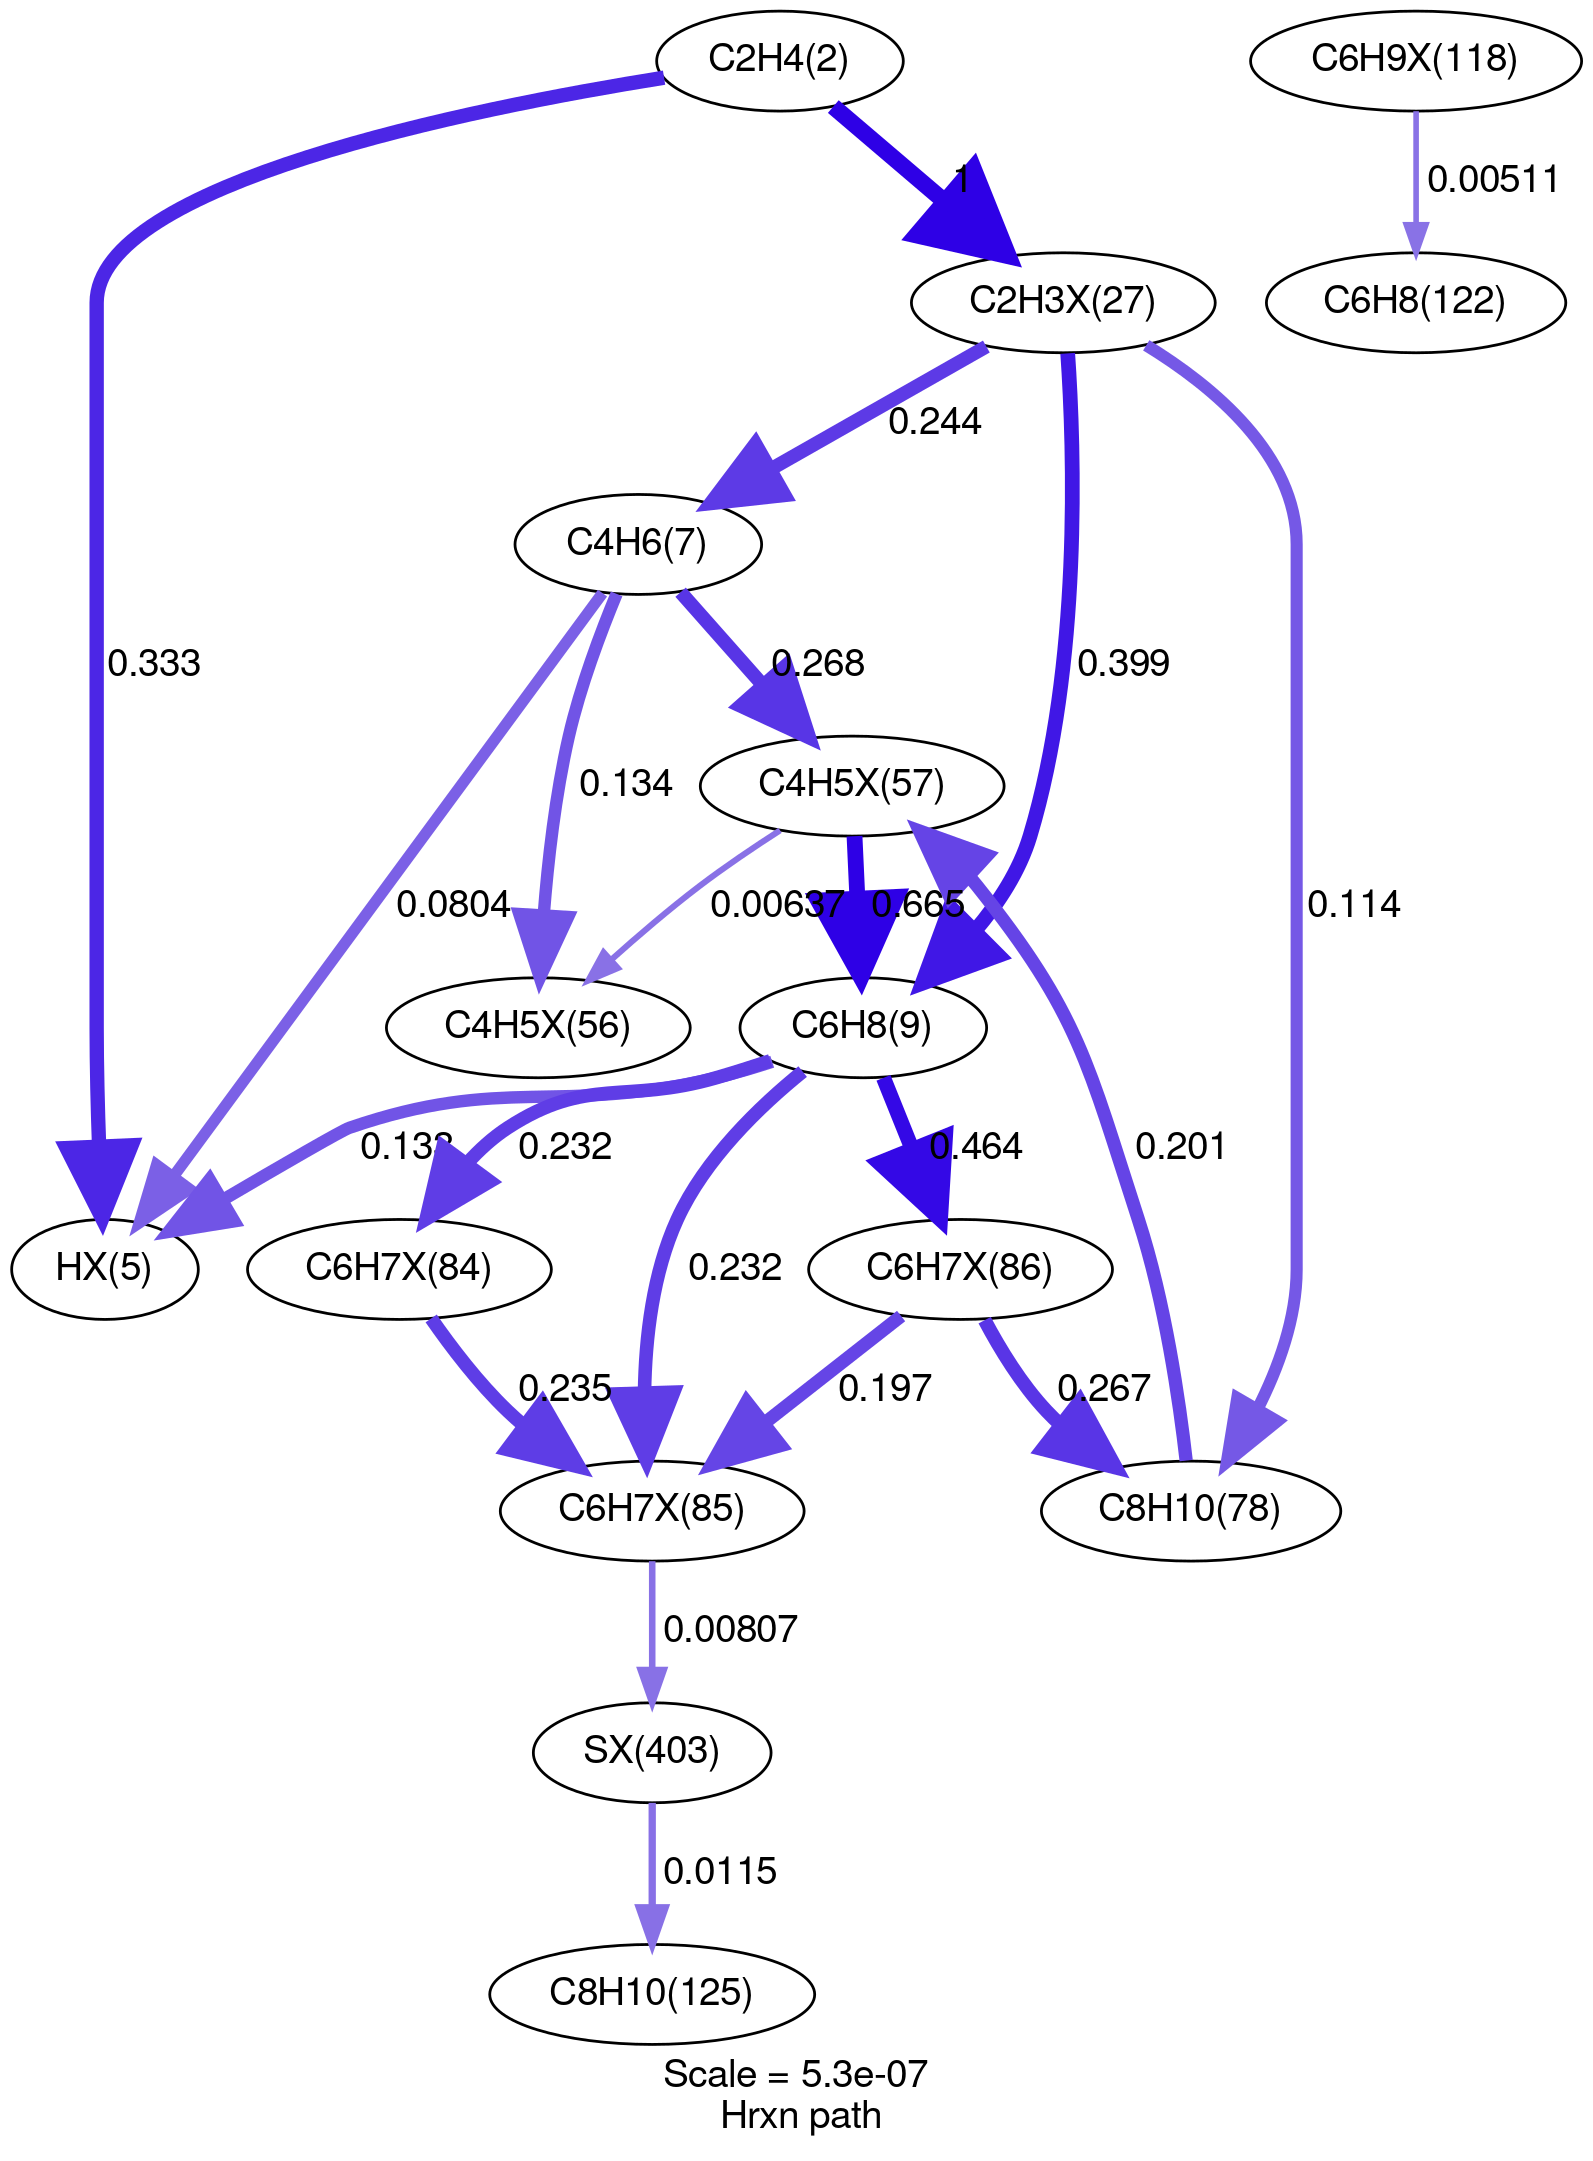 C2H4(2)
C6H9X(118)
1
0.00511
C2H3X(27)
C6H8(122)
0.244
C4H6(7)
0.333
0.268
0.399
0.134
C4H5X(57)
0.0804
0.00637
0.665
0.114
C4H5X(56)
C6H8(9)
0.232
0.464
0.201
HX(5)
C6H7X(84)
0.232
C6H7X(86)
0.235
0.197
0.267
C6H7X(85)
C8H10(78)
0.00807
SX(403)
0.0115
C8H10(125)
Scale = 5.3e-07
Hrxn path